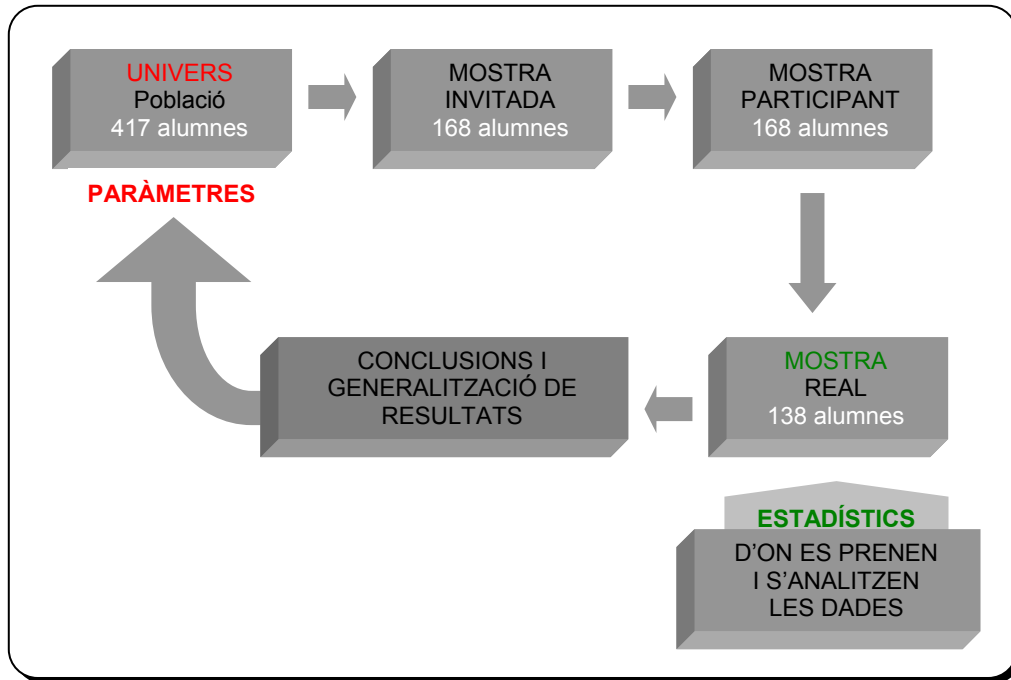 UNIVERS
Població
417 alumnes
MOSTRA
INVITADA
168 alumnes
MOSTRA
PARTICIPANT
168 alumnes
PARÀMETRES
CONCLUSIONS I
GENERALITZACIÓ DE
RESULTATS
MOSTRA
REAL
138 alumnes
ESTADÍSTICS
D’ON ES PRENEN
I S’ANALITZEN
LES DADES